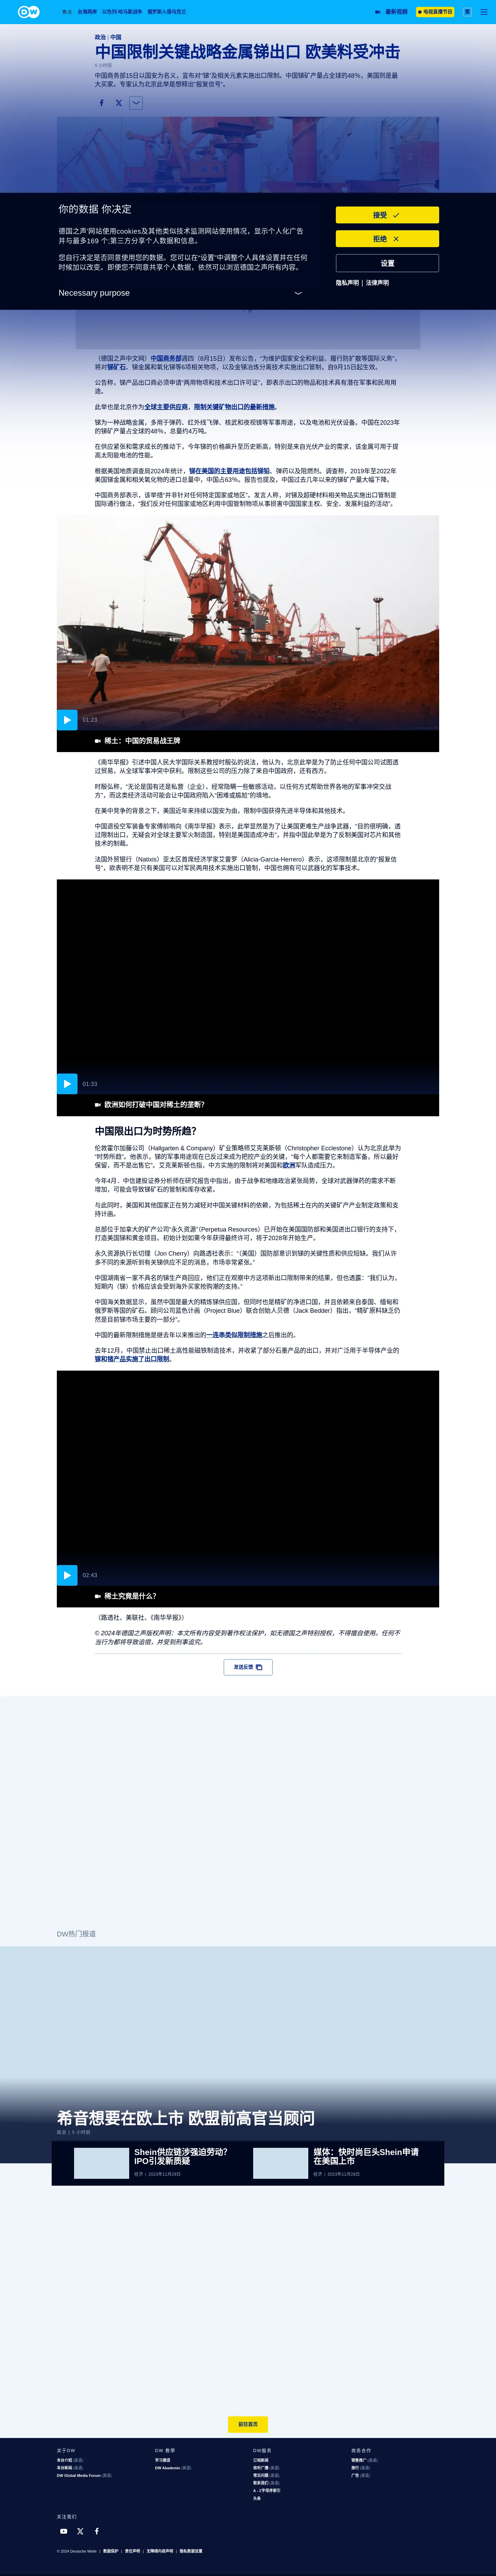 DW
焦点
台海两岸
以色列-哈马斯战争
俄罗斯入侵乌克兰
最新视频
电视直播节目
繁
政治 | 中国
中国限制关键战略金属锑出口 欧美料受冲击
5 小时前
中国商务部15日以国安为名义，宣布对“锑”及相关元素实施出口限制。中国锑矿产量占全球的48%，美国则是最
大买家。专家认为北京此举是想释出“报复信号”。
你的数据 你决定
德国之声'网站使用cookies及其他类似技术监测网站使用情况，显示个人化广告
并与最多169 个;第三方分享个人数据和信息。
您自行决定是否同意使用您的数据。您可以在“设置”中调整个人具体设置并在任何
时候加以改变。即便您不同意共享个人数据，依然可以浏览德国之声所有内容。
Necessary purpose
接受
拒绝
设置
隐私声明 | 法律声明
（德国之声中文网）中国商务部週四（8月15日）发布公告，“为维护国家安全和利益、履行防扩散等国际义务”，
将对锑矿石、锑金属和氧化锑等6项相关物项，以及金锑冶炼分离技术实施出口管制，自9月15日起生效。
公告称，锑产品出口商必须申请“两用物项和技术出口许可证”，即表示出口的物品和技术具有潜在军事和民用用
途。
此举也是北京作为全球主要供应商，限制关键矿物出口的最新措施。
锑为一种战略金属，多用于弹药、红外线飞弹、核武和夜视镜等军事用途，以及电池和光伏设备。中国在2023年
的锑矿产量占全球的48％，总量约4万吨。
在供应紧张和需求成长的推动下，今年锑的价格飙升至历史新高，特别是来自光伏产业的需求，该金属可用于提
高太阳能电池的性能。
根据美国地质调查局2024年统计，锑在美国的主要用途包括锑铅、弹药以及阻燃剂。调查称，2019年至2022年
美国锑金属和相关氧化物的进口总量中，中国占63%。报告也提及，中国过去几年以来的锑矿产量大幅下降。
中国商务部表示，该举措“并非针对任何特定国家或地区”。发言人称，对锑及超硬材料相关物品实施出口管制是
国际通行做法，“我们反对任何国家或地区利用中国管制物项从事损害中国国家主权、安全、发展利益的活动”。
01:23
稀土：中国的贸易战王牌
《南华早报》引述中国人民大学国际关系教授时殷弘的说法，他认为，北京此举是为了防止任何中国公司试图透
过贸易，从全球军事冲突中获利。限制这些公司的压力除了来自中国政府，还有西方。
时殷弘称，“无论是国有还是私营（企业），经常隐瞒一些敏感活动，以任何方式帮助世界各地的军事冲突交战
方”，而这类经济活动可能会让中国政府陷入“困难或尴尬”的境地。
在美中竞争的背景之下，美国近年来持续以国安为由，限制中国获得先进半导体和其他技术。
中国退役空军装备专家傅前哨向《南华早报》表示，此举显然是为了让美国更难生产战争武器，“目的很明确，透
过限制出口，无疑会对全球主要军火制造国，特别是美国造成冲击”，并指中国此举是为了反制美国对芯片和其他
技术的制裁。
法国外贸银行（Natixis）亚太区首席经济学家艾雷罗（Alicia-Garcia-Herrero）表示，这项限制是北京的“报复信
号”，欲表明不是只有美国可以对军民两用技术实施出口管制，中国也拥有可以武器化的军事技术。
01:33
欧洲如何打破中国对稀土的垄断？
中国限出口为时势所趋？
伦敦霍尔加藤公司（Hallgarten & Company）矿业策略师艾克莱斯顿（Christopher Ecclestone）认为北京此举为
“时势所趋”。他表示，锑的军事用途现在已反过来成为把控产业的关键，“每个人都需要它来制造军备，所以最好
保留，而不是出售它”。艾克莱斯顿也指，中方实施的限制将对美国和欧洲军队造成压力。
今年4月、中信建投证券分析师在研究报告中指出，由于战争和地缘政治紧张局势，全球对武器弹药的需求不断
增加，可能会导致锑矿石的管制和库存收紧。
与此同时，美国和其他国家正在努力减轻对中国关键材料的依赖，为包括稀土在内的关键矿产产业制定政策和支
持计画。
总部位于加拿大的矿产公司“永久资源”（Perpetua Resources）已开始在美国国防部和美国进出口银行的支持下，
打造美国锑和黄金项目。初始计划如果今年获得最终许可，将于2028年开始生产。
永久资源执行长切瑾（Jon Cherry）向路透社表示：“（美国）国防部意识到锑的关键性质和供应短缺。我们从许
多不同的来源听到有关锑供应不足的消息，市场非常紧张。”
中国湖南省一家不具名的锑生产商回应，他们正在观察中方这项新出口限制带来的结果，但也透露：“我们认为，
短期内（锑）价格应该会受到海外买家抢购潮的支持。”
中国海关数据显示，虽然中国是最大的精炼锑供应国，但同时也是精矿的净进口国，并且依赖来自泰国、缅甸和
俄罗斯等国的矿石。顾问公司蓝色计画（Project Blue）联合创始人贝德（Jack Bedder）指出，“精矿原料缺乏仍
然是目前锑市场主要的一部分”。
中国的最新限制措施是继去年以来推出的一连串类似限制措施之后推出的。
去年12月，中国禁止出口稀土高性能磁铁制造技术，并收紧了部分石墨产品的出口，并对广泛用于半导体产业的
镓和锗产品实施了出口限制。
02:43
稀土究竟是什么？
（路透社、美联社、《南华早报》）
© 2024年德国之声版权声明：本文所有内容受到著作权法保护，如无德国之声特别授权，不得擅自使用。任何不
当行为都将导致追偿，并受到刑事追究。
发送反馈
DW热门报道
希音想要在欧上市 欧盟前高官当顾问
政治 | 5 小时前
Shein供应链涉强迫劳动？
IPO引发新质疑
经济 | 2023年11月29日
媒体：快时尚巨头Shein申请
在美国上市
经济 | 2023年11月28日
前往首页
关于DW
本台介绍 (英语)
本台新闻 (英语)
DW Global Media Forum (英语)
DW 教学
学习德语
DW Akademie (英语)
DW服务
订阅新闻
收听广播 (英语)
常见问题 (英语)
联系我们 (英语)
A - Z字母序索引
头条
商务合作
销售推广 (英语)
旅行 (英语)
广告 (英语)
关注我们
© 2024 Deutsche Welle | 数据保护 | 责任声明 | 无障碍内容声明 | 隐私数据设置